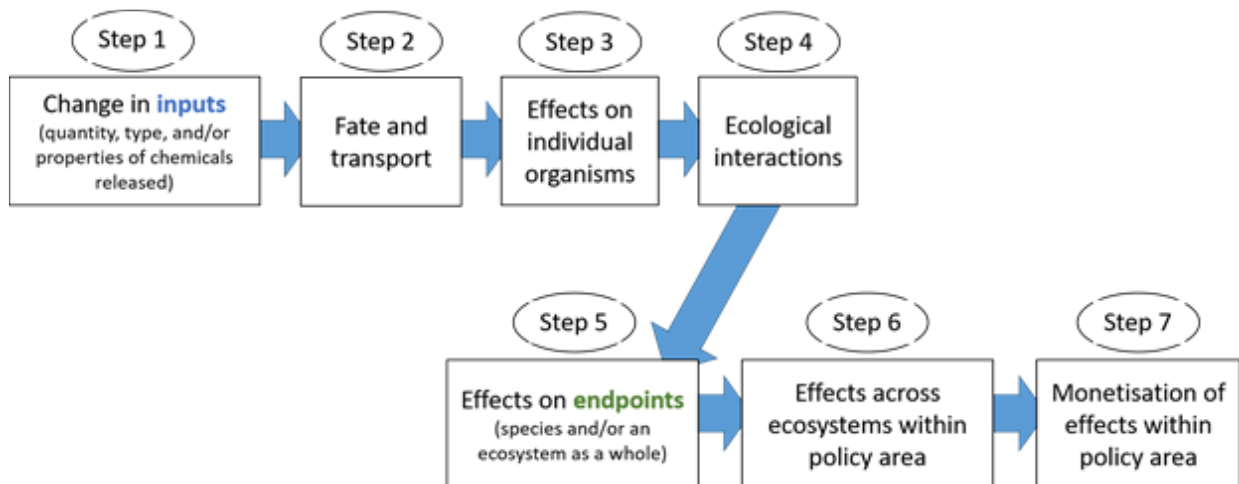 Step 1
Step 2
Step 3
Step 4
Change in inputs
(quantity, type, and/or
properties of chemicals
released)
Fate and
transport
Effects on
individual
organisms
Ecological
interactions
Step 5
Step 6
Step 7
Effects on endpoints
(species and/or an
ecosystem as a whole)
Effects across
ecosystems within
policy area
Monetisation of
effects within
policy area